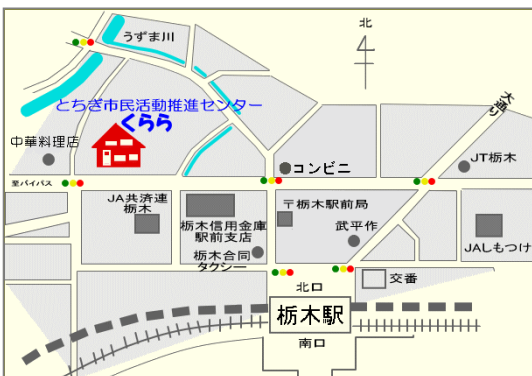 うずま川
北
とちぎ市民活動推進センター
くらら
大通り
中華料理店
コンビニ
JT栃木
至バイパス
JA共済連
栃木
栃木信用金庫
駅前支店
〒栃木駅前局
武平作
JAしもつけ
栃木合同
タクシー
北口
交番
栃木駅
南口